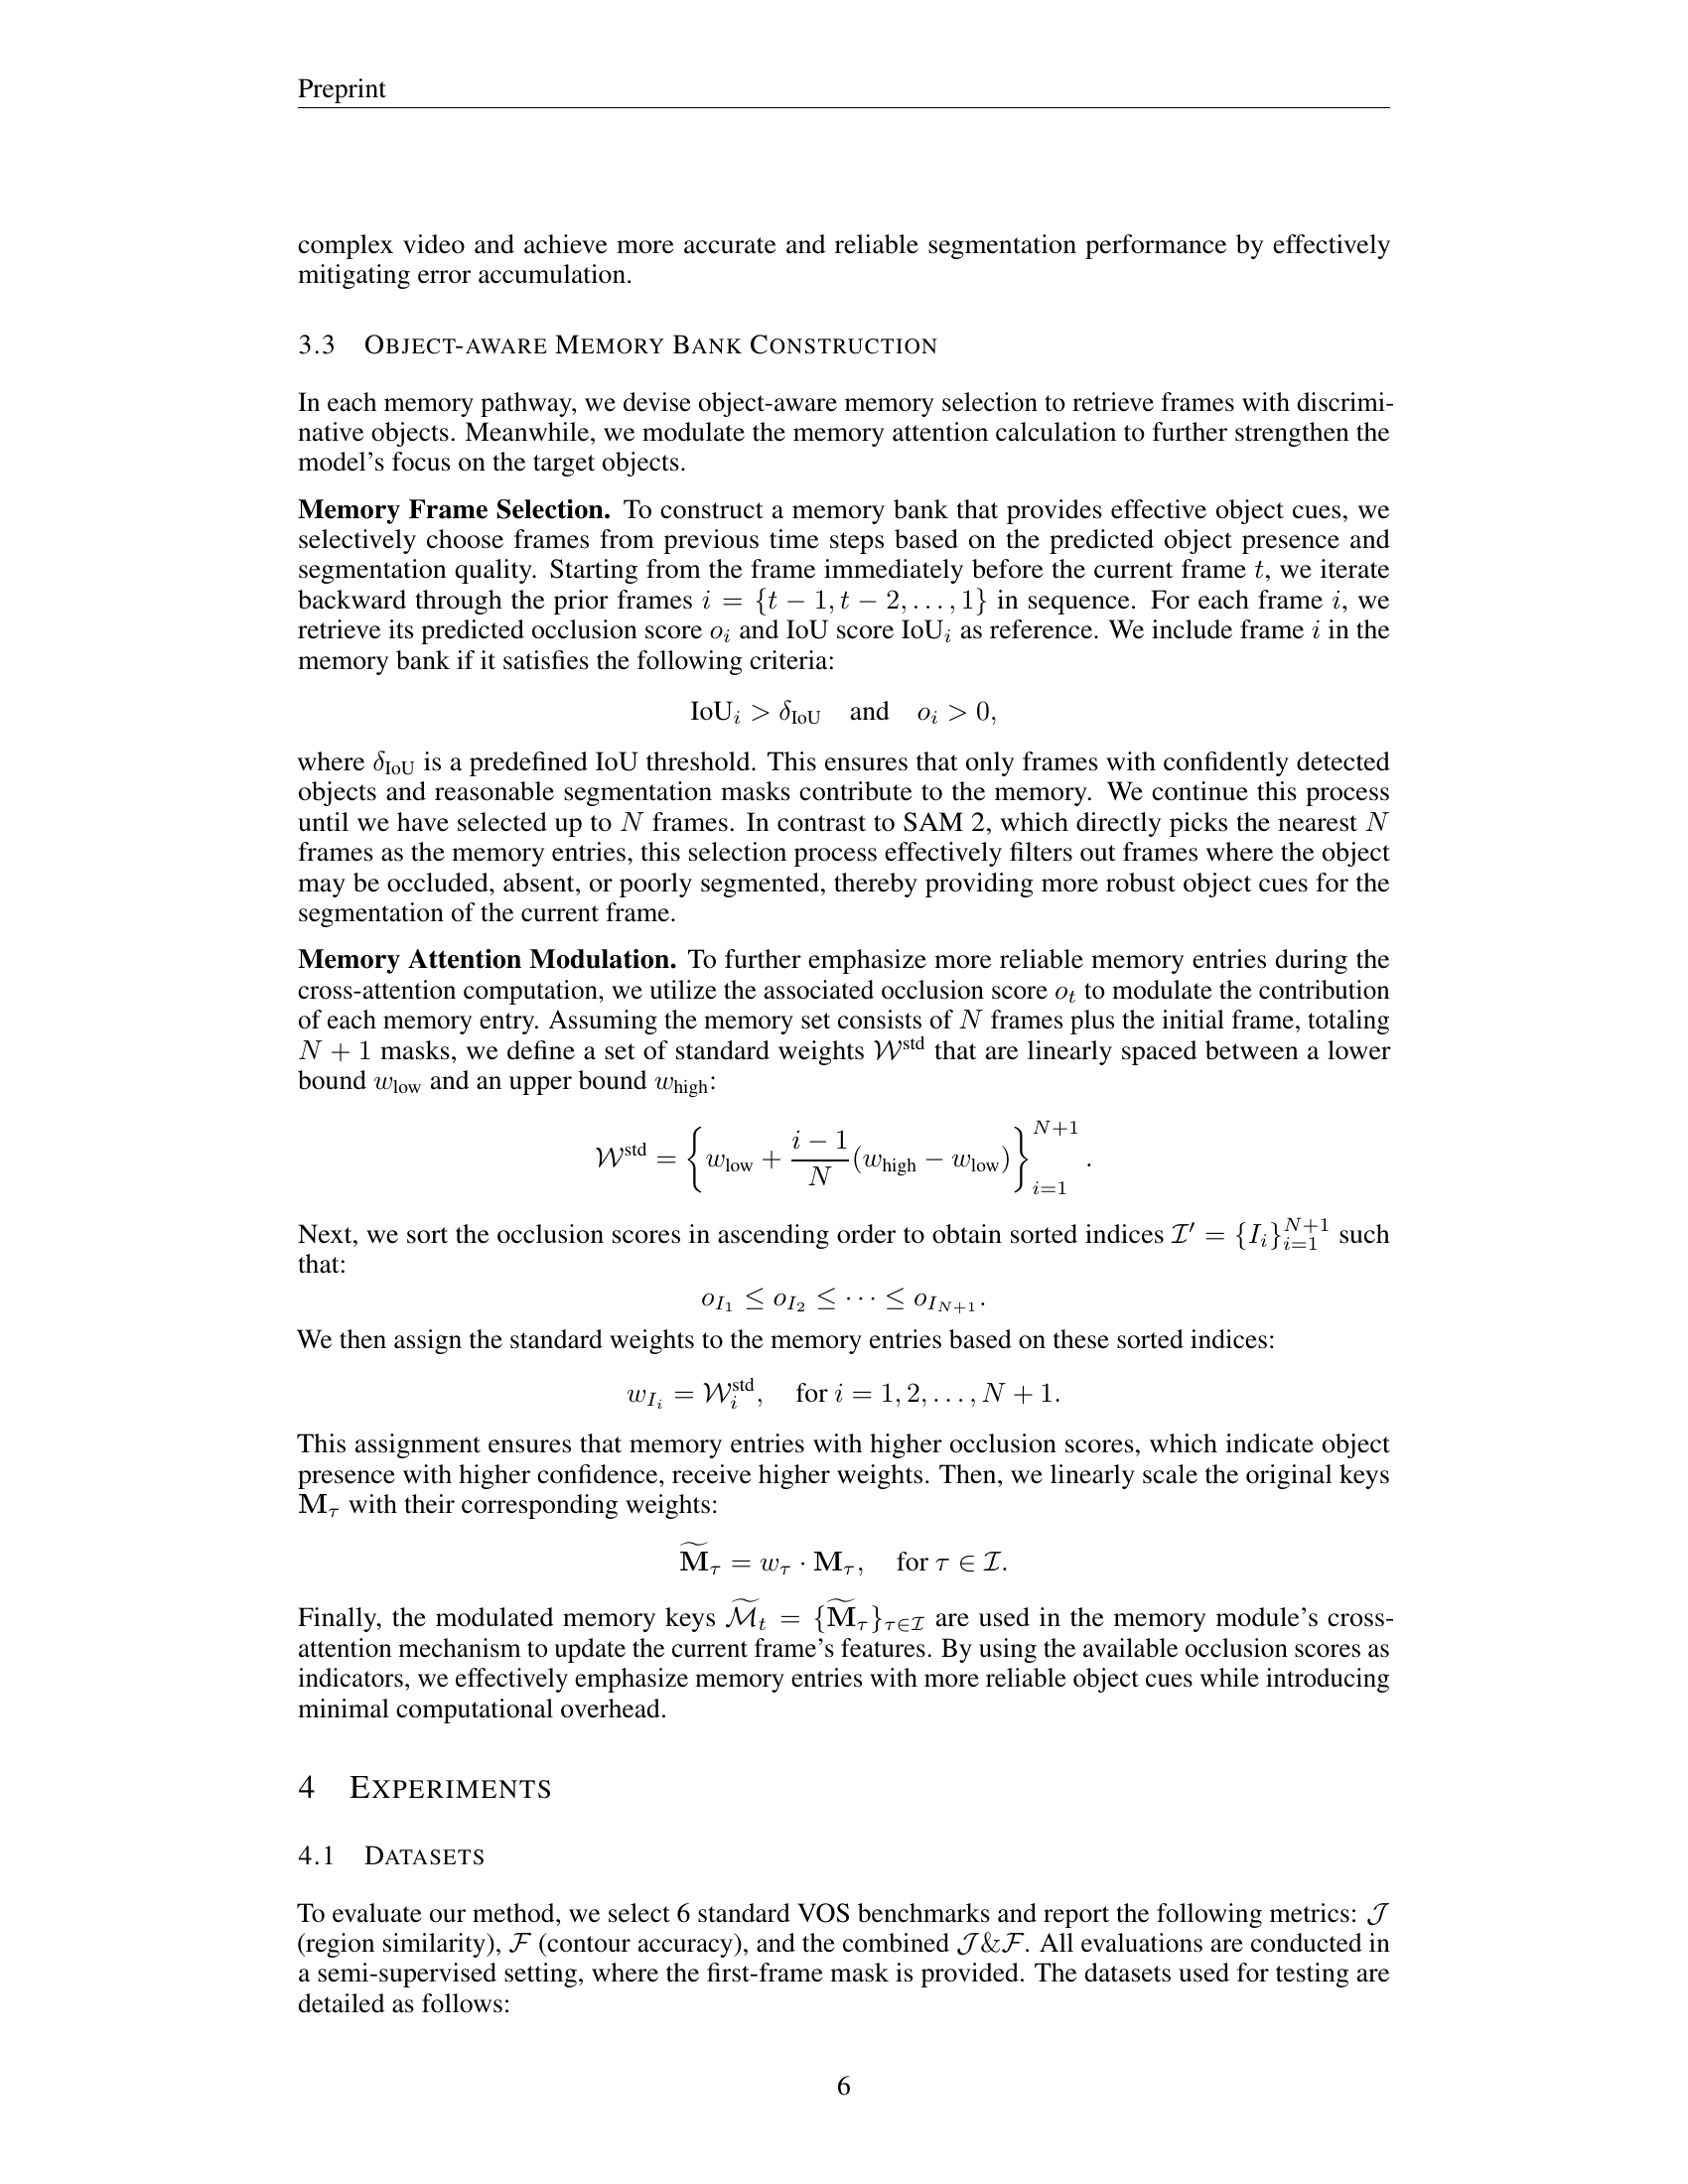 Preprint
complex video and achieve more accurate and reliable segmentation performance by effectively
mitigating error accumulation.
3.3 OBJECT-AWARE MEMORY BANK CONSTRUCTION
In each memory pathway, we devise object-aware memory selection to retrieve frames with discrimi-
native objects. Meanwhile, we modulate the memory attention calculation to further strengthen the
model's focus on the target objects.
Memory Frame Selection. To construct a memory bank that provides effective object cues, we
selectively choose frames from previous time steps based on the predicted object presence and
segmentation quality. Starting from the frame immediately before the current frame $t$, we iterate
backward through the prior frames $i = \{t-1, t-2, \ldots, 1\}$ in sequence. For each frame $i$, we
retrieve its predicted occlusion score $o_i$ and IoU score $\text{IoU}_i$ as reference. We include frame $i$ in the
memory bank if it satisfies the following criteria:
$\text{IoU}_i > \delta_{\text{IoU}}$ and $o_i > 0,$
where $\delta_{\text{IoU}}$ is a predefined IoU threshold. This ensures that only frames with confidently detected
objects and reasonable segmentation masks contribute to the memory. We continue this process
until we have selected up to $N$ frames. In contrast to SAM 2, which directly picks the nearest $N$
frames as the memory entries, this selection process effectively filters out frames where the object
may be occluded, absent, or poorly segmented, thereby providing more robust object cues for the
segmentation of the current frame.
Memory Attention Modulation. To further emphasize more reliable memory entries during the
cross-attention computation, we utilize the associated occlusion score $o_t$ to modulate the contribution
of each memory entry. Assuming the memory set consists of $N$ frames plus the initial frame, totaling
$N + 1$ masks, we define a set of standard weights $\mathcal{W}^{\text{std}}$ that are linearly spaced between a lower
bound $w_{\text{low}}$ and an upper bound $w_{\text{high}}$:
$\mathcal{W}^{\text{std}} = \left\{ w_{\text{low}} + \frac{i-1}{N}(w_{\text{high}} - w_{\text{low}}) \right\}_{i=1}^{N+1}.$
Next, we sort the occlusion scores in ascending order to obtain sorted indices $\mathcal{I}' = \{I_i\}_{i=1}^{N+1}$ such
that:
$o_{I_1} \leq o_{I_2} \leq \cdots \leq o_{I_{N+1}}.$
We then assign the standard weights to the memory entries based on these sorted indices:
$w_{I_i} = \mathcal{W}_i^{\text{std}}, \quad \text{for } i = 1, 2, \ldots, N + 1.$
This assignment ensures that memory entries with higher occlusion scores, which indicate object
presence with higher confidence, receive higher weights. Then, we linearly scale the original keys
$\mathbf{M}_\tau$ with their corresponding weights:
$\widetilde{\mathbf{M}}_\tau = w_\tau \cdot \mathbf{M}_\tau, \quad \text{for } \tau \in \mathcal{I}.$
Finally, the modulated memory keys $\widetilde{\mathcal{M}}_t = \{\widetilde{\mathbf{M}}_\tau\}_{\tau \in \mathcal{I}}$ are used in the memory module's cross-
attention mechanism to update the current frame's features. By using the available occlusion scores as
indicators, we effectively emphasize memory entries with more reliable object cues while introducing
minimal computational overhead.
4 EXPERIMENTS
4.1 DATASETS
To evaluate our method, we select 6 standard VOS benchmarks and report the following metrics: $\mathcal{J}$
(region similarity), $\mathcal{F}$ (contour accuracy), and the combined $\mathcal{J}\&\mathcal{F}$. All evaluations are conducted in
a semi-supervised setting, where the first-frame mask is provided. The datasets used for testing are
detailed as follows:
6